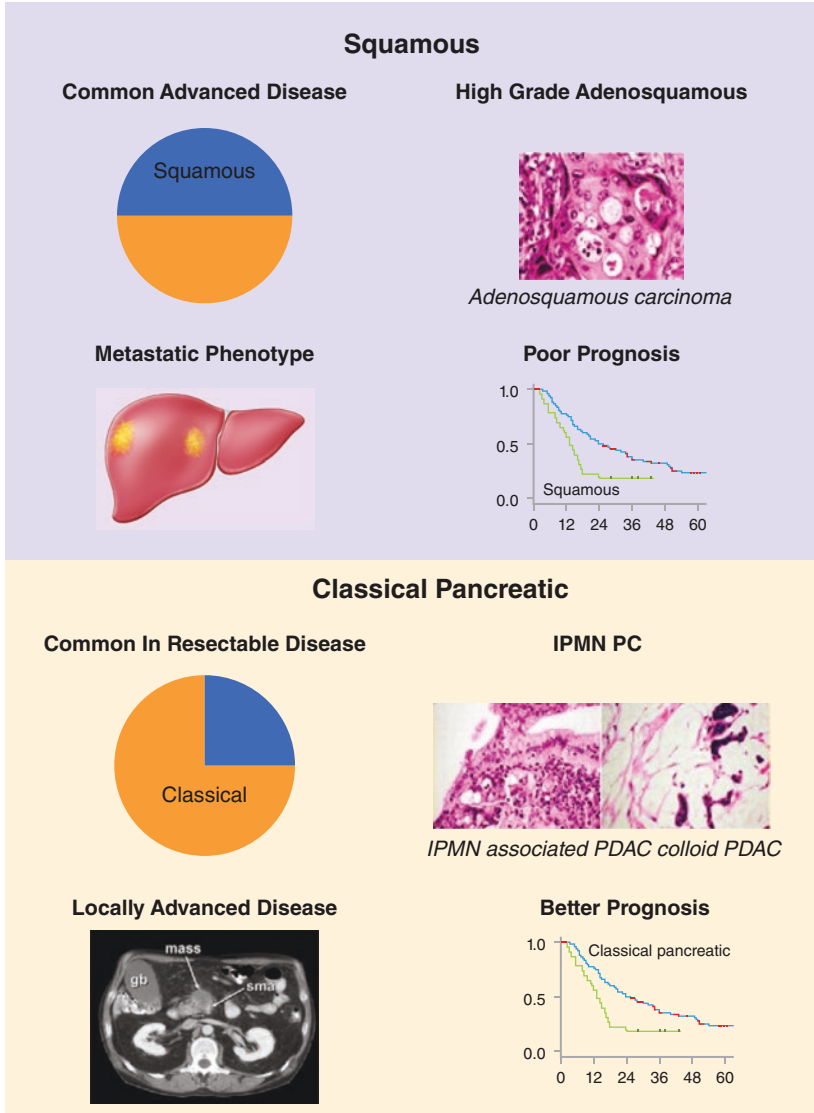 Squamous
Common Advanced Disease
High Grade Adenosquamous
Squamous
Adenosquamous carcinoma
Metastatic Phenotype
Poor Prognosis
1.0
0.5
0.0
Squamous
0 12 24 36 48 60
Classical Pancreatic
Common In Resectable Disease
IPMN PC
Classical
IPMN associated PDAC colloid PDAC
Locally Advanced Disease
Better Prognosis
mass
gb
sma
1.0
Classical pancreatic
0.5
0.0
0 12 24 36 48 60